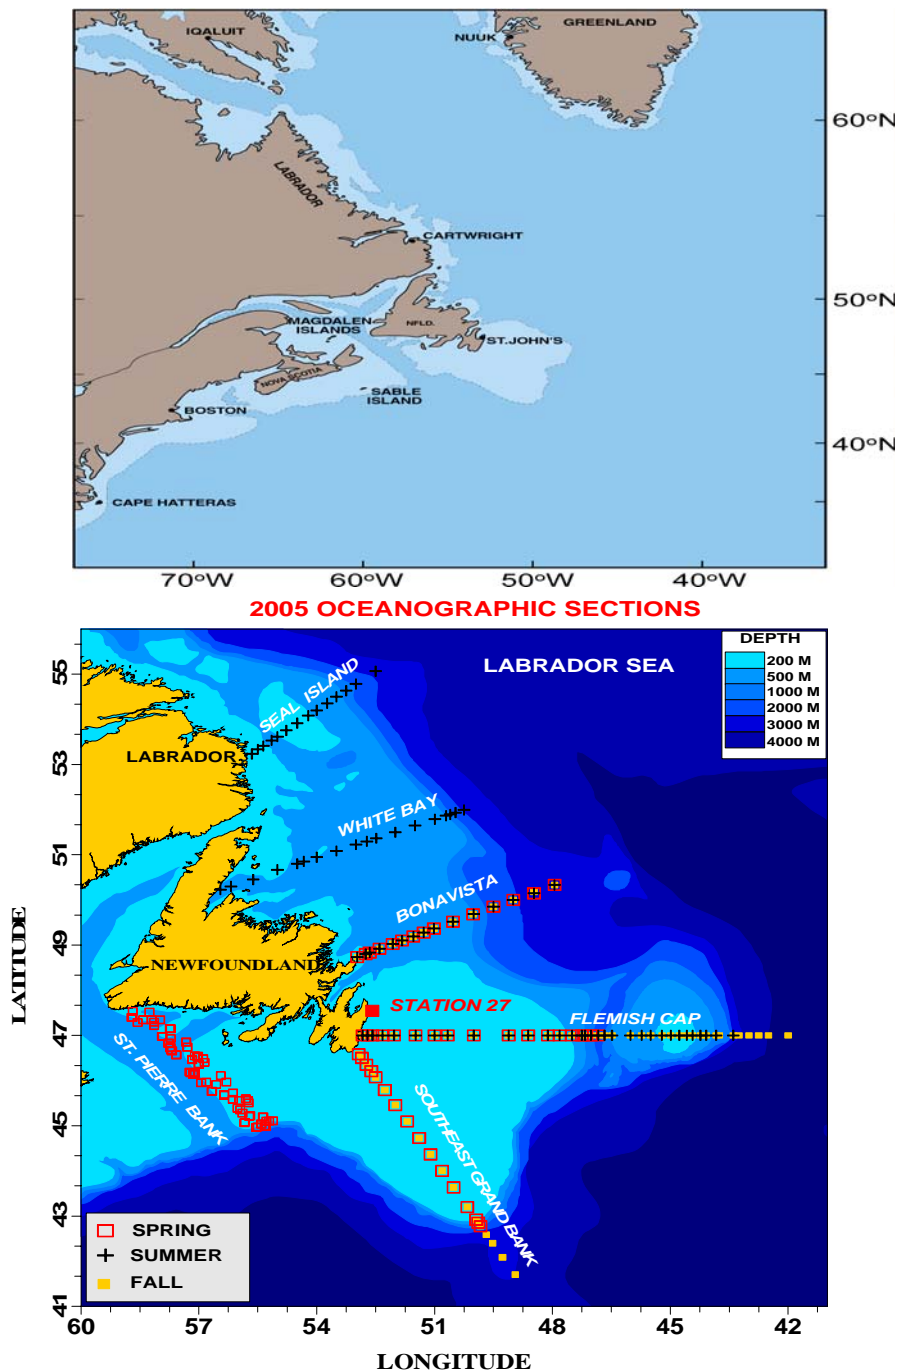 IQALUIT
GREENLAND
NUUK
60°N
LABRADOR
CARTWRIGHT
50°N
MAGDALEN
ISLANDS
NFLD.
ST.JOHN'S
NOVA SCOTIA
SABLE
ISLAND
BOSTON
40°N
CAPE HATTERAS
70°W
60°W
50°W
40°W
2005 OCEANOGRAPHIC SECTIONS
DEPTH
200 M
500 M
1000 M
2000 M
3000 M
4000 M
LABRADOR SEA
SEAL ISLAND
LABRADOR
WHITE BAY
BONAVISTA
NEWFOUNDLAND
STATION 27
FLEMISH CAP
ST. PIERRE BANK
SOUTHEAST GRAND BANK
SPRING
SUMMER
FALL
55
53
51
49
47
45
43
41
LATITUDE
60
57
54
51
48
45
42
LONGITUDE